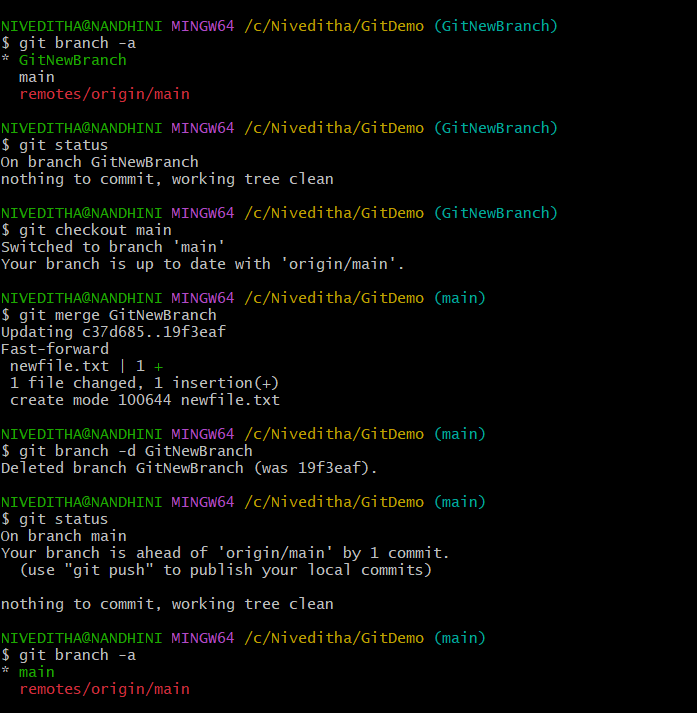 NIVEDITHA@NANDHINI MINGW64 /c/Niveditha/GitDemo (GitNewBranch)
$ git branch -a
* GitNewBranch
  main
  remotes/origin/main

NIVEDITHA@NANDHINI MINGW64 /c/Niveditha/GitDemo (GitNewBranch)
$ git status
On branch GitNewBranch
nothing to commit, working tree clean

NIVEDITHA@NANDHINI MINGW64 /c/Niveditha/GitDemo (GitNewBranch)
$ git checkout main
Switched to branch 'main'
Your branch is up to date with 'origin/main'.

NIVEDITHA@NANDHINI MINGW64 /c/Niveditha/GitDemo (main)
$ git merge GitNewBranch
Updating c37d685..19f3eaf
Fast-forward
 newfile.txt | 1 +
 1 file changed, 1 insertion(+)
 create mode 100644 newfile.txt

NIVEDITHA@NANDHINI MINGW64 /c/Niveditha/GitDemo (main)
$ git branch -d GitNewBranch
Deleted branch GitNewBranch (was 19f3eaf).

NIVEDITHA@NANDHINI MINGW64 /c/Niveditha/GitDemo (main)
$ git status
On branch main
Your branch is ahead of 'origin/main' by 1 commit.
  (use "git push" to publish your local commits)

nothing to commit, working tree clean

NIVEDITHA@NANDHINI MINGW64 /c/Niveditha/GitDemo (main)
$ git branch -a
* main
  remotes/origin/main